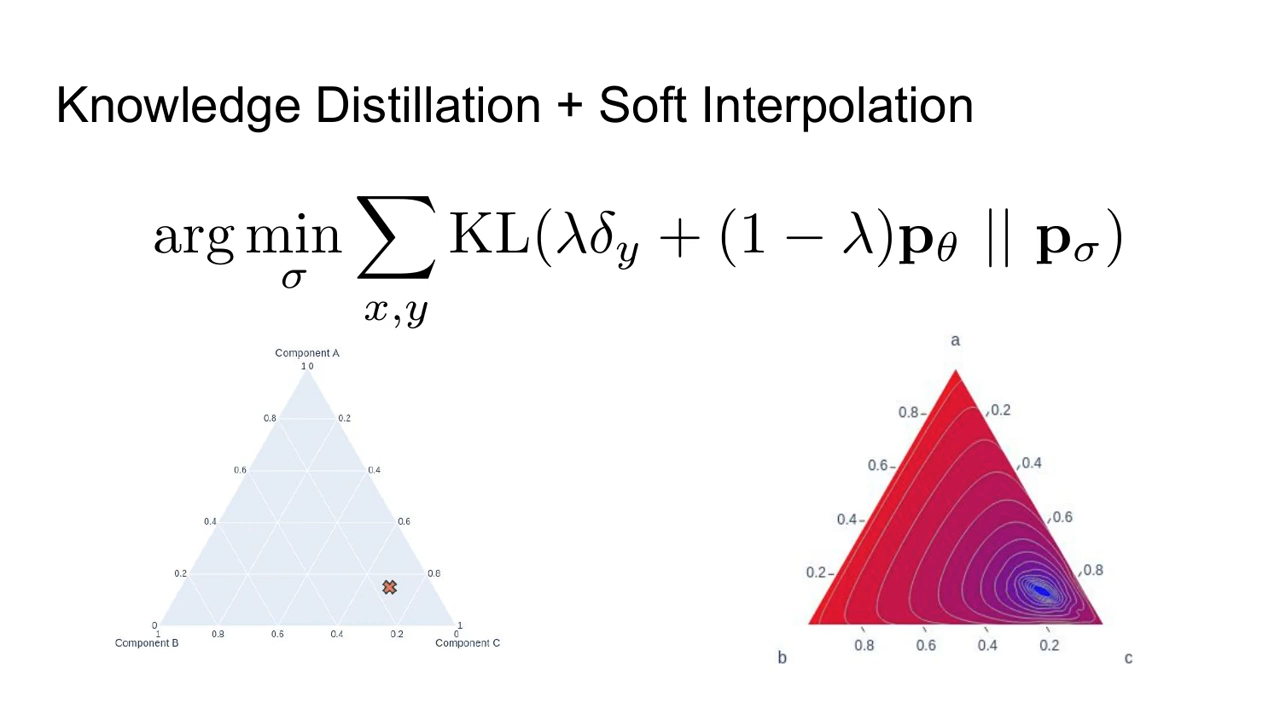 Knowledge Distillation + Soft Interpolation
arg min_σ ∑_{x,y} KL(λδ_y + (1 − λ)𝐩_θ || 𝐩_σ)
Component A
1 0
0.8 0.2
0.6 0.4
0.4 0.6
0.2 0.8
0 1
1 0.8 0.6 0.4 0.2 0
Component B Component C
a
0.8 0.2
0.6 0.4
0.4 0.6
0.2 0.8
0.8 0.6 0.4 0.2
b c